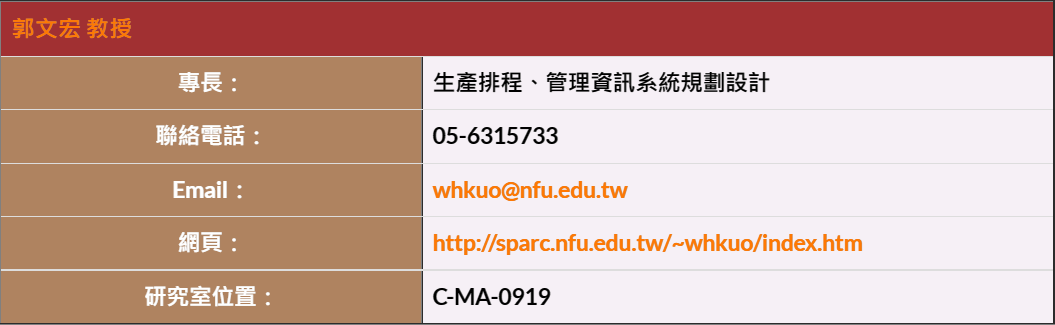 郭文宏 教授
專長： 生產排程、管理資訊系統規劃設計
聯絡電話： 05-6315733
Email： whkuo@nfu.edu.tw
網頁： http://sparc.nfu.edu.tw/~whkuo/index.htm
研究室位置： C-MA-0919